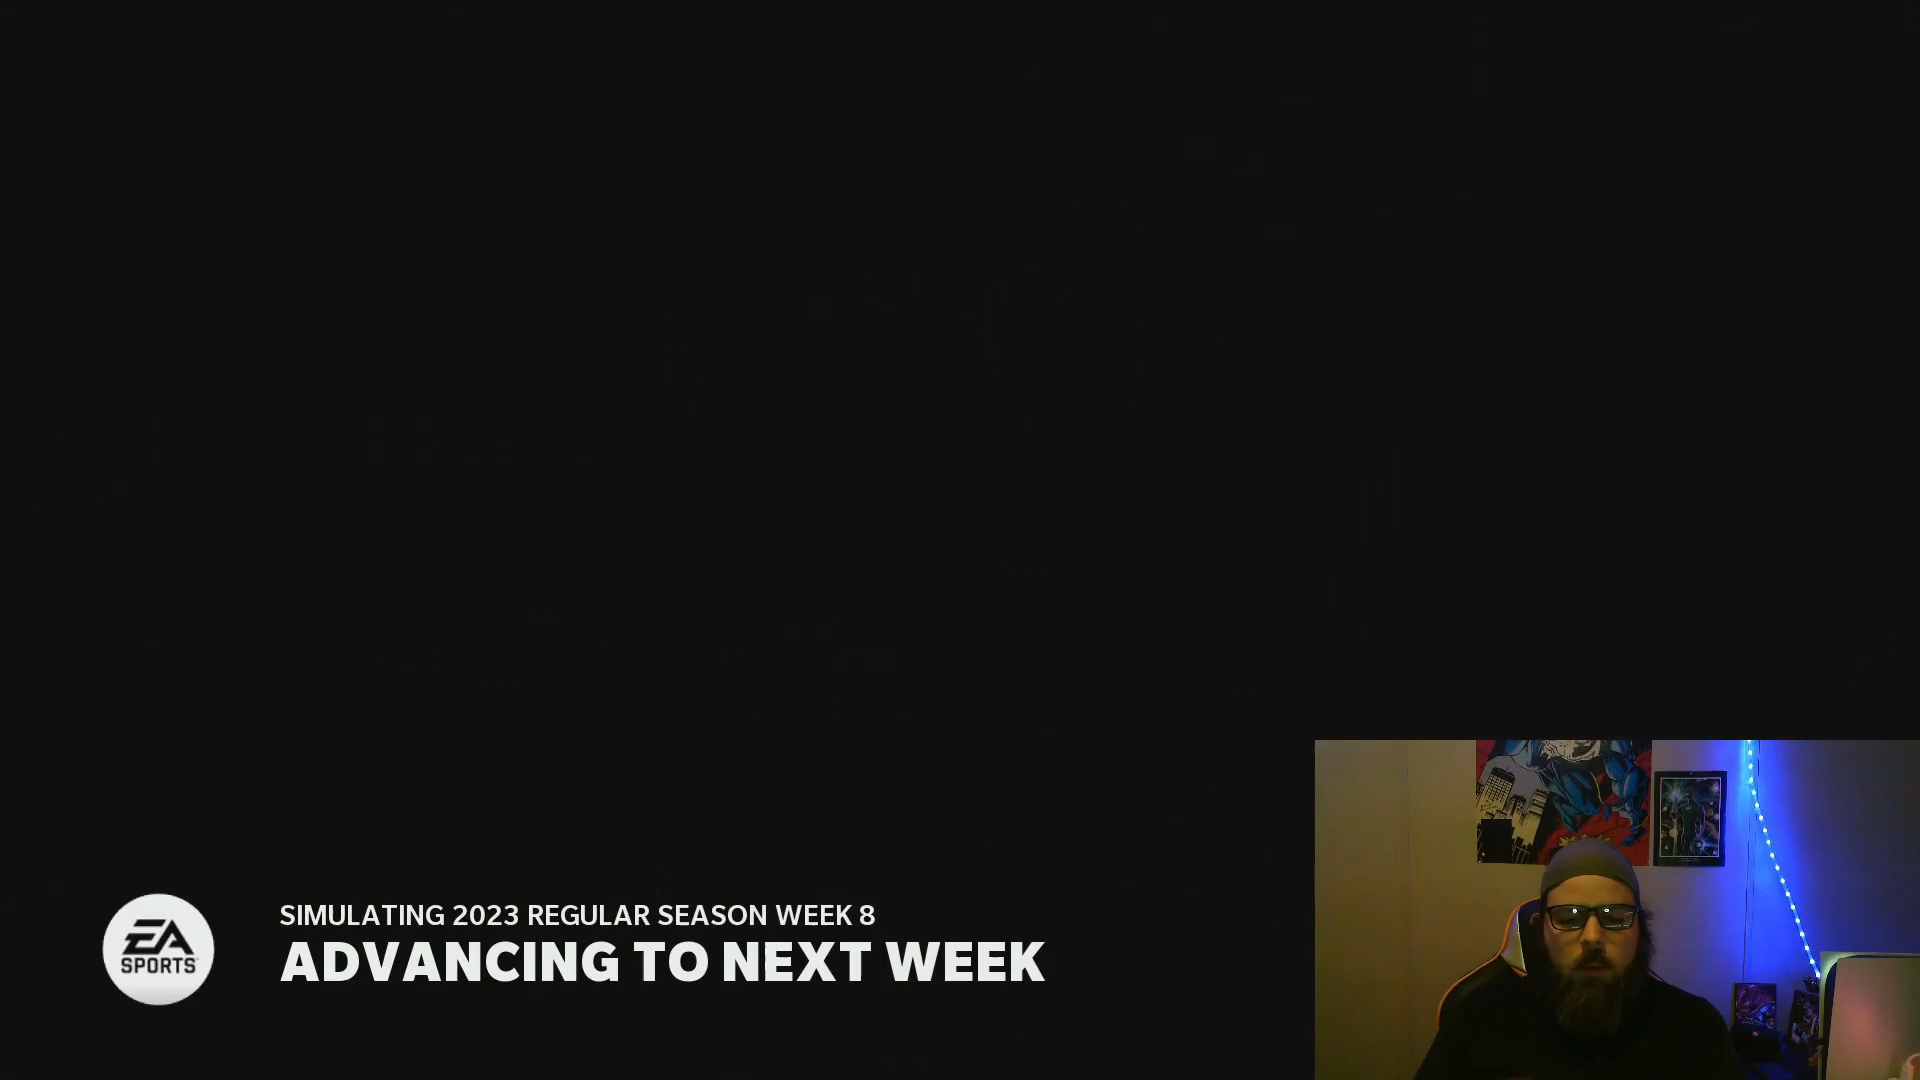 EA
SPORTS
SIMULATING 2023 REGULAR SEASON WEEK 8
ADVANCING TO NEXT WEEK